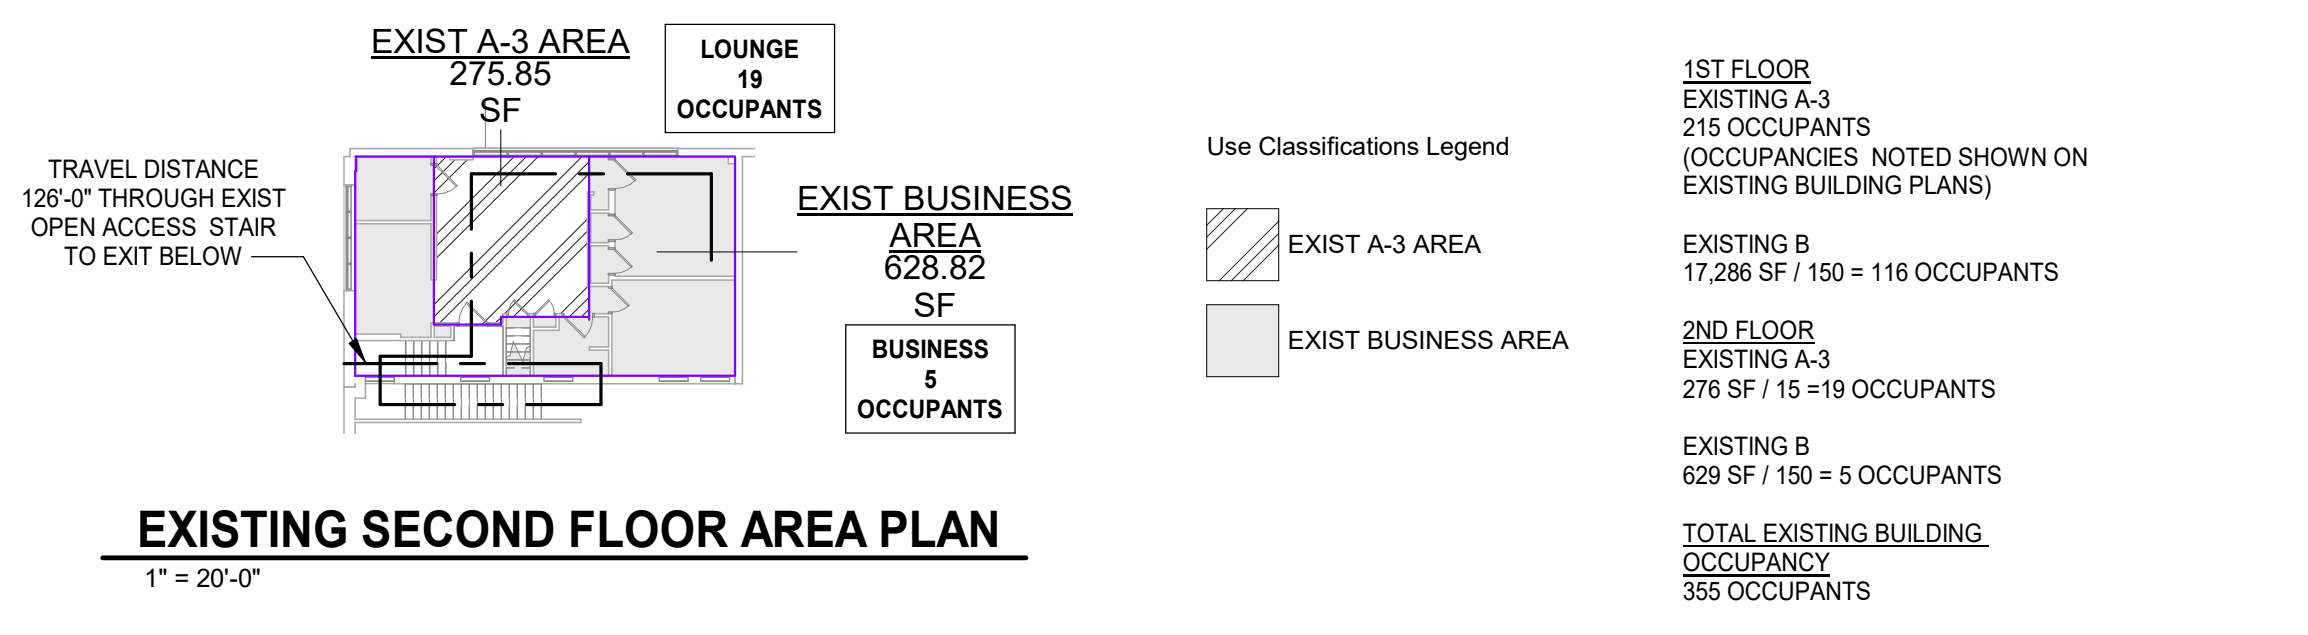 EXIST A-3 AREA
275.85
SF
LOUNGE
19
OCCUPANTS
TRAVEL DISTANCE
126'-0" THROUGH EXIST
OPEN ACCESS STAIR
TO EXIT BELOW
EXIST BUSINESS
AREA
628.82
SF
BUSINESS
5
OCCUPANTS
EXISTING SECOND FLOOR AREA PLAN
1" = 20'-0"
Use Classifications Legend
EXIST A-3 AREA
EXIST BUSINESS AREA
1ST FLOOR
EXISTING A-3
215 OCCUPANTS
(OCCUPANCIES NOTED SHOWN ON
EXISTING BUILDING PLANS)
EXISTING B
17,286 SF / 150 = 116 OCCUPANTS
2ND FLOOR
EXISTING A-3
276 SF / 15 =19 OCCUPANTS
EXISTING B
629 SF / 150 = 5 OCCUPANTS
TOTAL EXISTING BUILDING
OCCUPANCY
355 OCCUPANTS